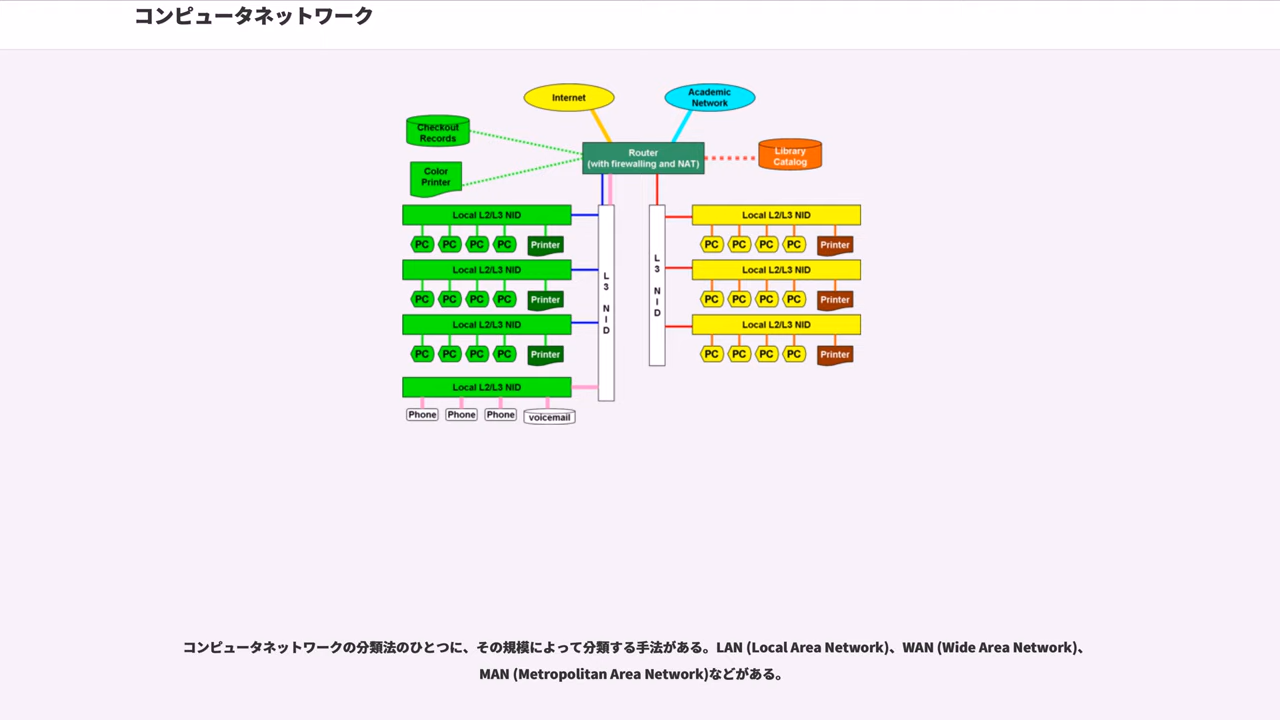 コンピュータネットワーク
Internet
Academic
Network
Checkout
Records
Router
(with firewalling and NAT)
Library
Catalog
Color
Printer
Local L2/L3 NID
PC PC PC PC Printer
Local L2/L3 NID
PC PC PC PC Printer
Local L2/L3 NID
PC PC PC PC Printer
Local L2/L3 NID
Phone Phone Phone voicemail
L3 NID
L3 NID
Local L2/L3 NID
PC PC PC PC Printer
Local L2/L3 NID
PC PC PC PC Printer
Local L2/L3 NID
PC PC PC PC Printer
コンピュータネットワークの分類法のひとつに、その規模によって分類する手法がある。LAN (Local Area Network)、WAN (Wide Area Network)、
MAN (Metropolitan Area Network)などがある。